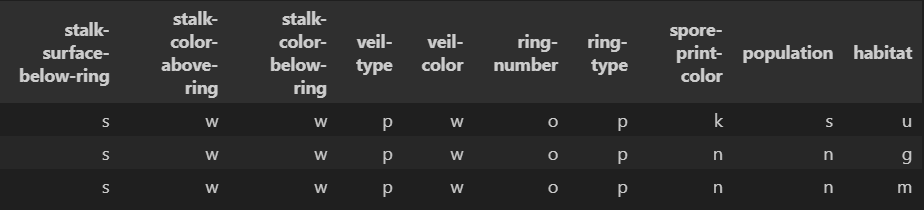 stalk-surface-below-ring stalk-color-above-ring stalk-color-below-ring veil-type veil-color ring-number ring-type spore-print-color population habitat
s w w p w o p k s u
s w w p w o p n n g
s w w p w o p n n m